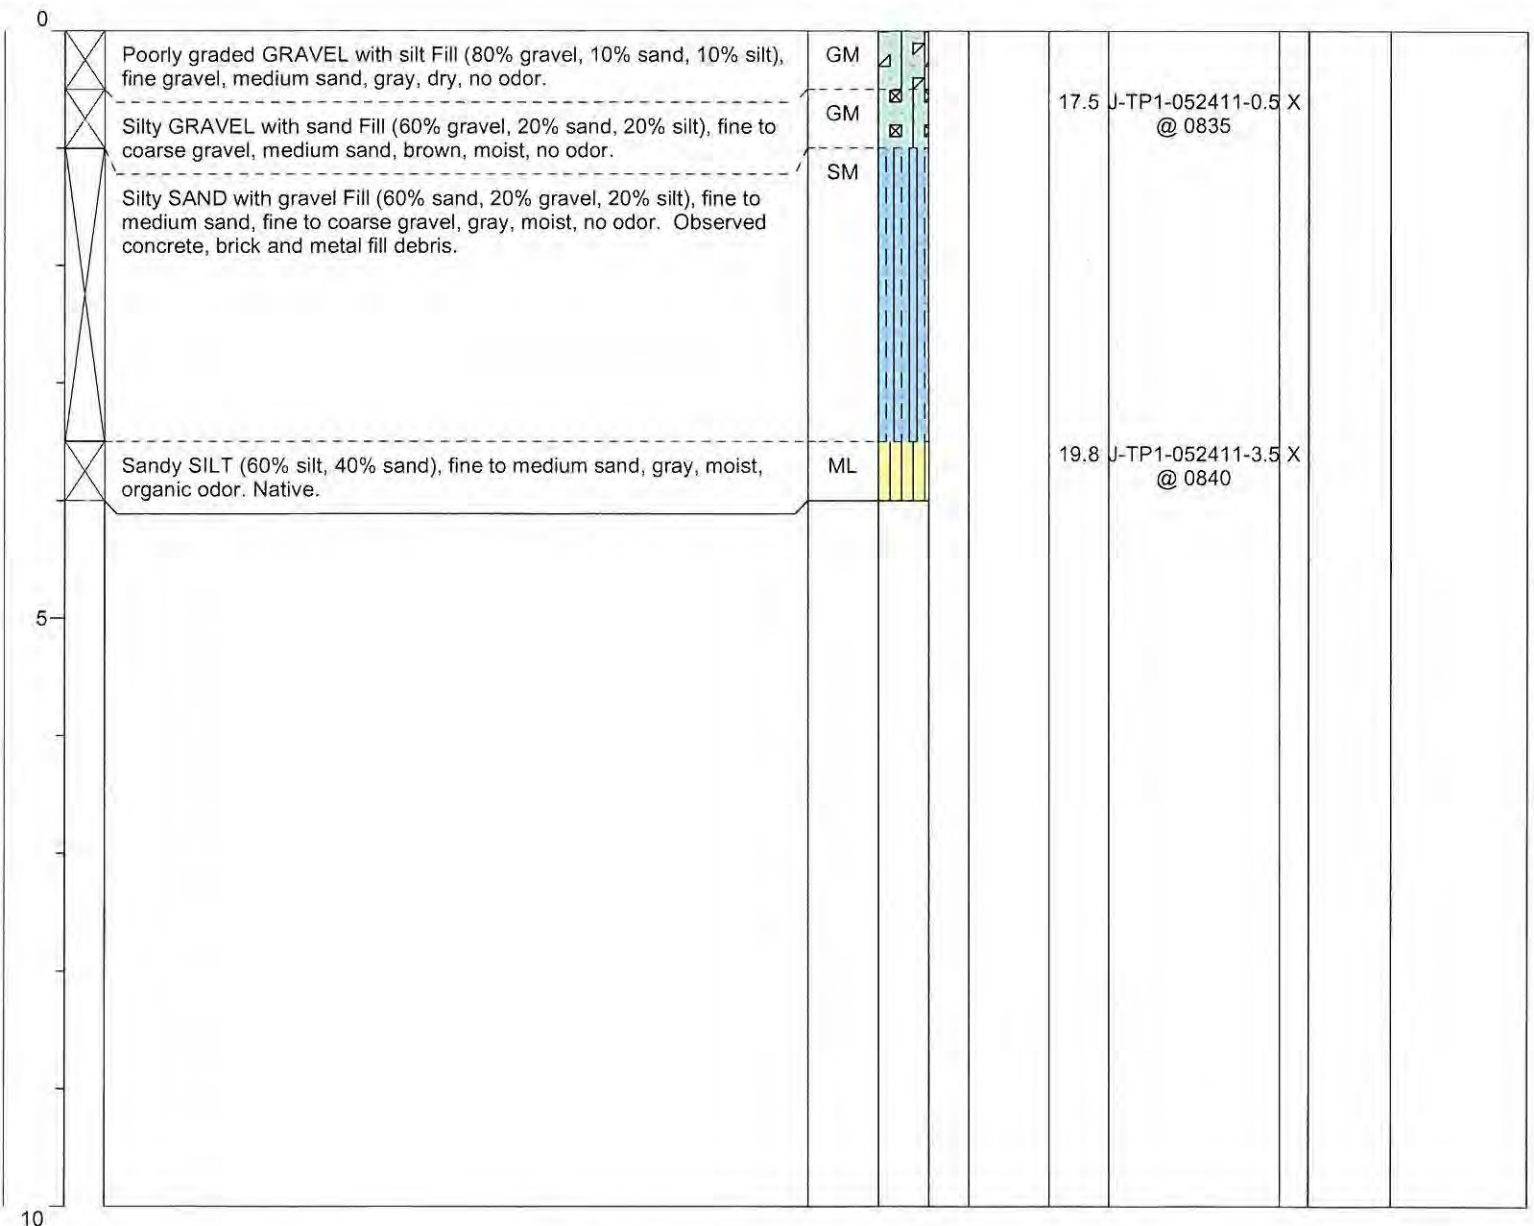 0
Poorly graded GRAVEL with silt Fill (80% gravel, 10% sand, 10% silt),
fine gravel, medium sand, gray, dry, no odor.
GM
17.5 J-TP1-052411-0.5 X
@ 0835
Silty GRAVEL with sand Fill (60% gravel, 20% sand, 20% silt), fine to
coarse gravel, medium sand, brown, moist, no odor.
GM
Silty SAND with gravel Fill (60% sand, 20% gravel, 20% silt), fine to
medium sand, fine to coarse gravel, gray, moist, no odor. Observed
concrete, brick and metal fill debris.
SM
Sandy SILT (60% silt, 40% sand), fine to medium sand, gray, moist,
organic odor. Native.
ML
19.8 J-TP1-052411-3.5 X
@ 0840
5
10